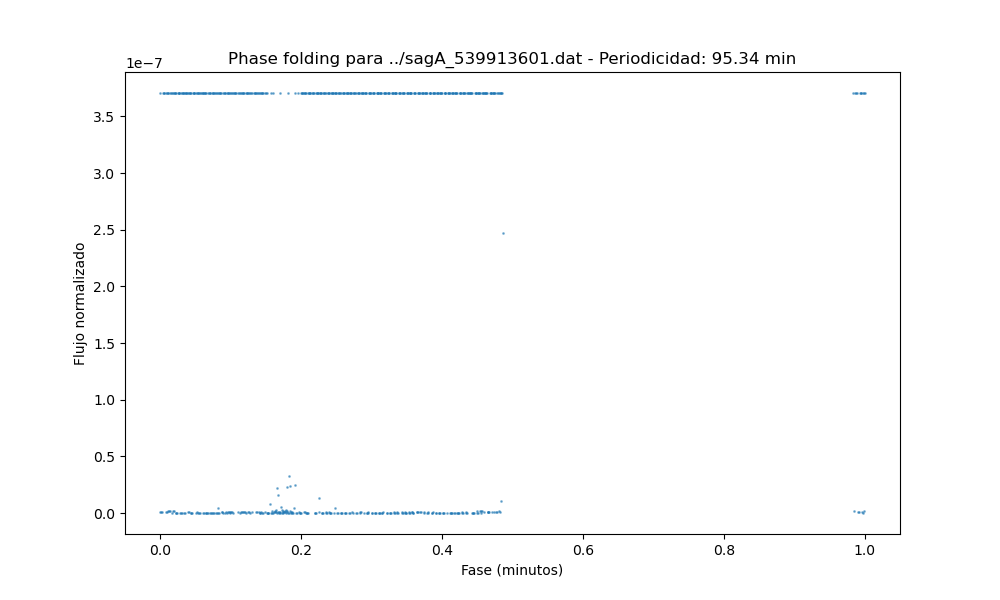 Phase folding para ../sagA_539913601.dat - Periodicidad: 95.34 min
1e−7
3.5
3.0
2.5
2.0
1.5
1.0
0.5
0.0
Flujo normalizado
0.0 0.2 0.4 0.6 0.8 1.0
Fase (minutos)